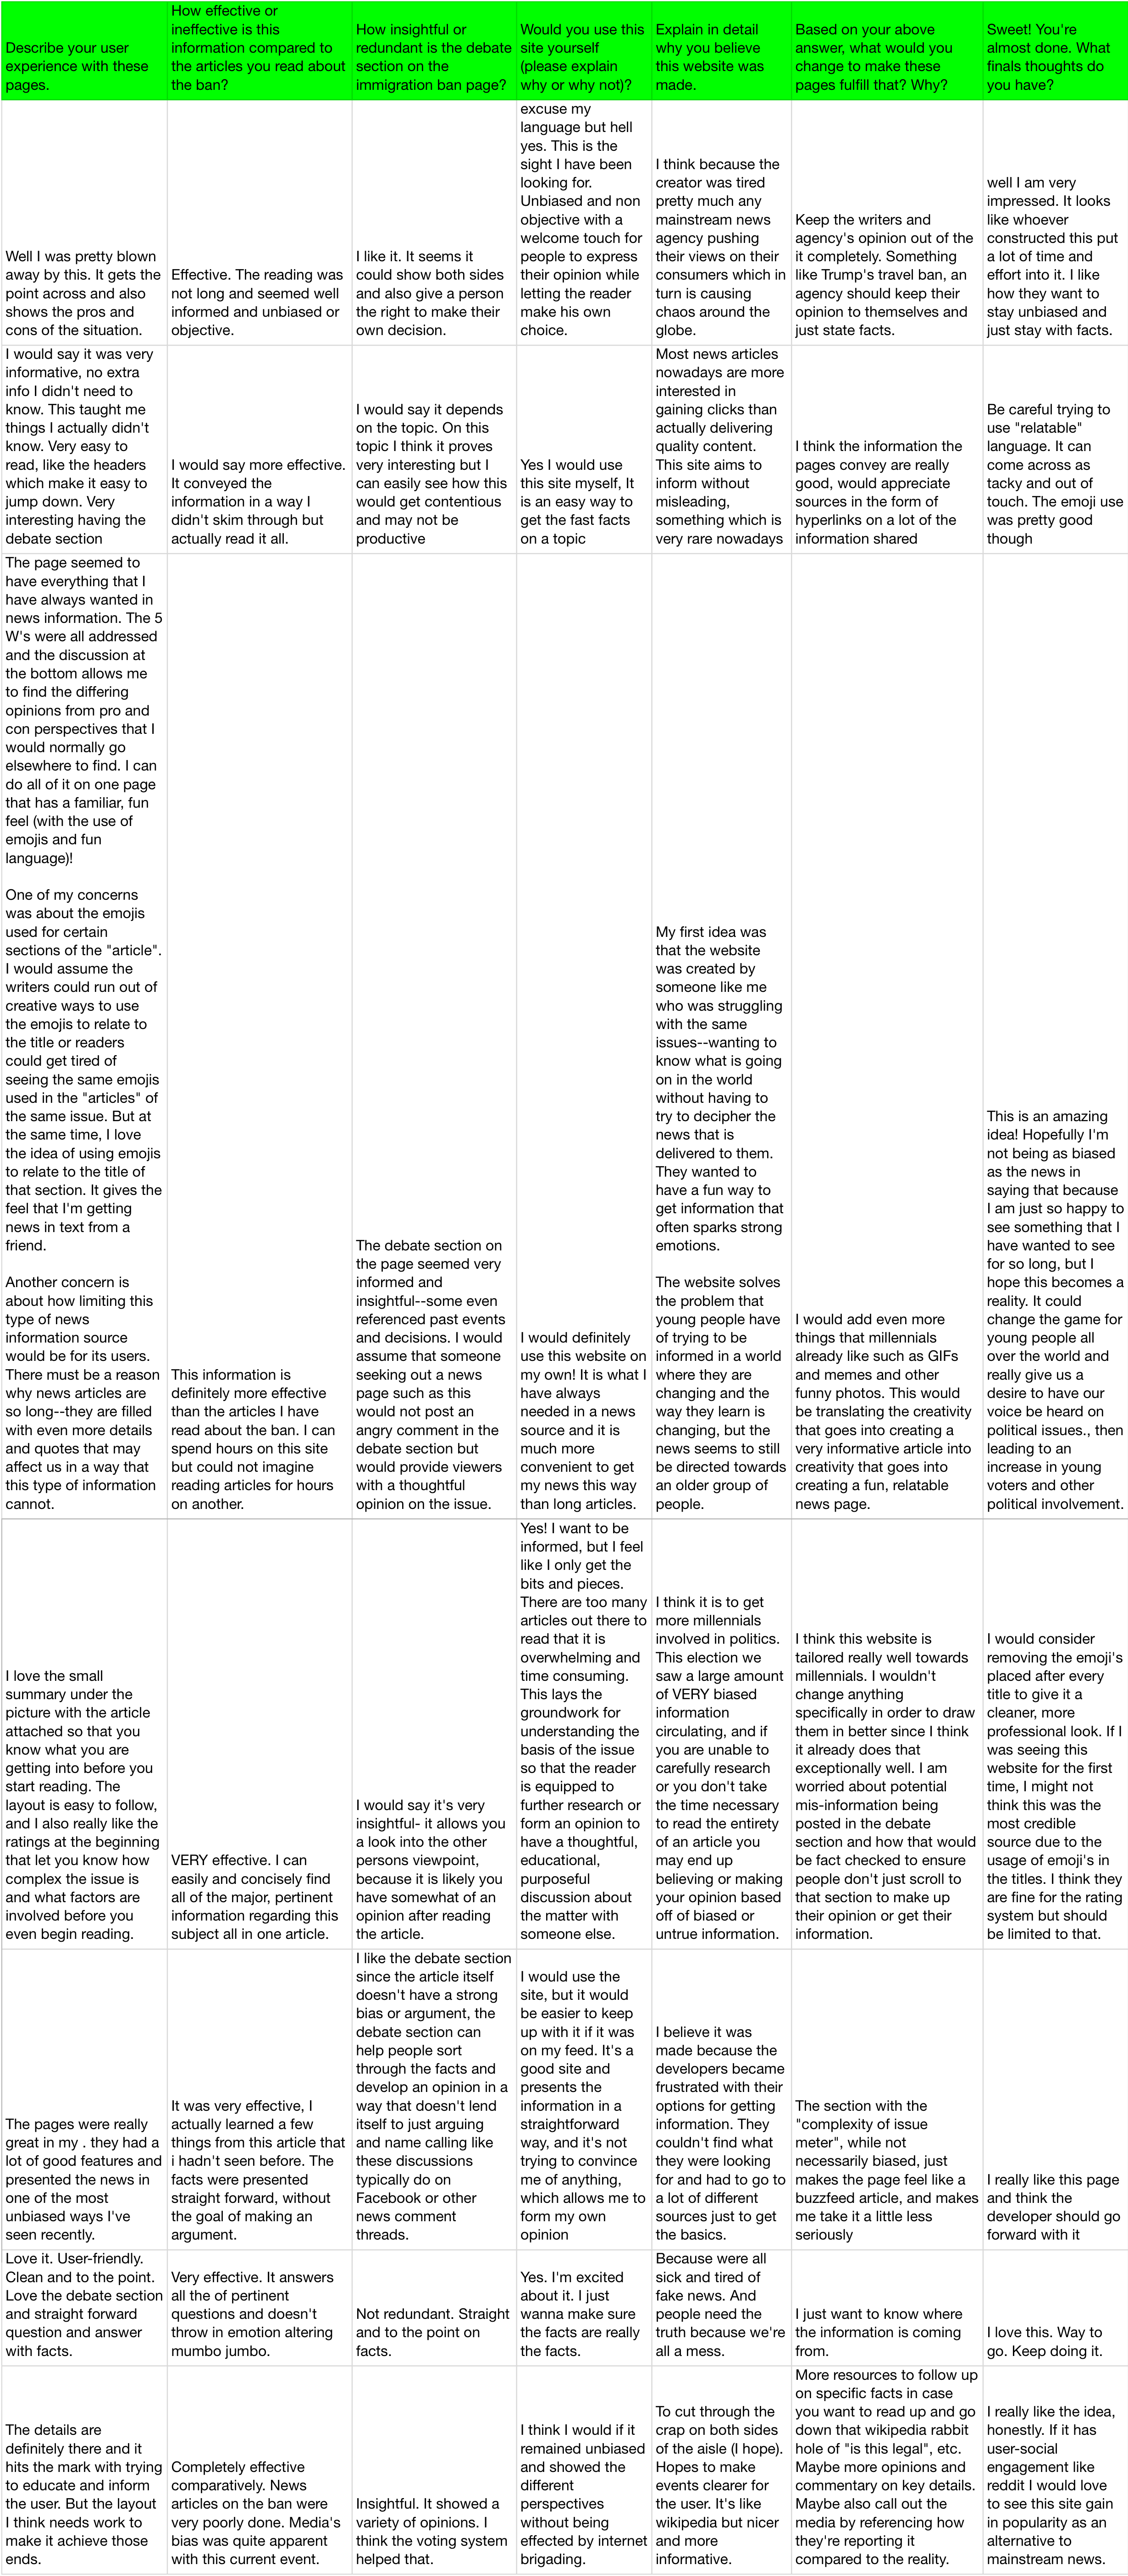 Describe your user
experience with these
pages.
How effective or
ineffective is this
information compared to
the articles you read about
the ban?
How insightful or
redundant is the debate
section on the
immigration ban page?
Would you use this
site yourself
(please explain
why or why not)?
Explain in detail
why you believe
this website was
made.
Based on your above
answer, what would you
change to make these
pages fulfill that? Why?
Sweet! You're
almost done. What
finals thoughts do
you have?
Well I was pretty blown
away by this. It gets the
point across and also
shows the pros and
cons of the situation.
Effective. The reading was
not long and seemed well
informed and unbiased or
objective.
I like it. It seems it
could show both sides
and also give a person
the right to make their
own decision.
excuse my
language but hell
yes. This is the
sight I have been
looking for.
Unbiased and non
objective with a
welcome touch for
people to express
their opinion while
letting the reader
make his own
choice.
I think because the
creator was tired
pretty much any
mainstream news
agency pushing
their views on their
consumers which in
turn is causing
chaos around the
globe.
Keep the writers and
agency's opinion out of the
it completely. Something
like Trump's travel ban, an
agency should keep their
opinion to themselves and
just state facts.
well I am very
impressed. It looks
like whoever
constructed this put
a lot of time and
effort into it. I like
how they want to
stay unbiased and
just stay with facts.
I would say it was very
informative, no extra
info I didn't need to
know. This taught me
things I actually didn't
know. Very easy to
read, like the headers
which make it easy to
jump down. Very
interesting having the
debate section
I would say more effective.
It conveyed the
information in a way I
didn't skim through but
actually read it all.
I would say it depends
on the topic. On this
topic I think it proves
very interesting but I
can easily see how this
would get contentious
and may not be
productive
Yes I would use
this site myself, It
is an easy way to
get the fast facts
on a topic
Most news articles
nowadays are more
interested in
gaining clicks than
actually delivering
quality content.
This site aims to
inform without
misleading,
something which is
very rare nowadays
I think the information the
pages convey are really
good, would appreciate
sources in the form of
hyperlinks on a lot of the
information shared
Be careful trying to
use "relatable"
language. It can
come across as
tacky and out of
touch. The emoji use
was pretty good
though
The page seemed to
have everything that I
have always wanted in
news information. The 5
W's were all addressed
and the discussion at
the bottom allows me
to find the differing
opinions from pro and
con perspectives that I
would normally go
elsewhere to find. I can
do all of it on one page
that has a familiar, fun
feel (with the use of
emojis and fun
language)!
One of my concerns
was about the emojis
used for certain
sections of the "article".
I would assume the
writers could run out of
creative ways to use
the emojis to relate to
the title or readers
could get tired of
seeing the same emojis
used in the "articles" of
the same issue. But at
the same time, I love
the idea of using emojis
to relate to the title of
that section. It gives the
feel that I'm getting
news in text from a
friend.
Another concern is
about how limiting this
type of news
information source
would be for its users.
There must be a reason
why news articles are
so long--they are filled
with even more details
and quotes that may
affect us in a way that
this type of information
cannot.
This information is
definitely more effective
than the articles I have
read about the ban. I can
spend hours on this site
but could not imagine
reading articles for hours
on another.
The debate section on
the page seemed very
informed and
insightful--some even
referenced past events
and decisions. I would
assume that someone
seeking out a news
page such as this
would not post an
angry comment in the
debate section but
would provide viewers
with a thoughtful
opinion on the issue.
I would definitely
use this website on
my own! It is what I
have always
needed in a news
source and it is
much more
convenient to get
my news this way
than long articles.
My first idea was
that the website
was created by
someone like me
who was struggling
with the same
issues--wanting to
know what is going
on in the world
without having to
try to decipher the
news that is
delivered to them.
They wanted to
have a fun way to
get information that
often sparks strong
emotions.
The website solves
the problem that
young people have
of trying to be
informed in a world
where they are
changing and the
way they learn is
changing, but the
news seems to still
be directed towards
an older group of
people.
I would add even more
things that millennials
already like such as GIFs
and memes and other
funny photos. This would
be translating the creativity
that goes into creating a
very informative article into
creativity that goes into
creating a fun, relatable
news page.
This is an amazing
idea! Hopefully I'm
not being as biased
as the news in
saying that because
I am just so happy to
see something that I
have wanted to see
for so long, but I
hope this becomes a
reality. It could
change the game for
young people all
over the world and
really give us a
desire to have our
voice be heard on
political issues., then
leading to an
increase in young
voters and other
political involvement.
I love the small
summary under the
picture with the article
attached so that you
know what you are
getting into before you
start reading. The
layout is easy to follow,
and I also really like the
ratings at the beginning
that let you know how
complex the issue is
and what factors are
involved before you
even begin reading.
VERY effective. I can
easily and concisely find
all of the major, pertinent
information regarding this
subject all in one article.
I would say it's very
insightful- it allows you
a look into the other
persons viewpoint,
because it is likely you
have somewhat of an
opinion after reading
the article.
Yes! I want to be
informed, but I feel
like I only get the
bits and pieces.
There are too many
articles out there to
read that it is
overwhelming and
time consuming.
This lays the
groundwork for
understanding the
basis of the issue
so that the reader
is equipped to
further research or
form an opinion to
have a thoughtful,
educational,
purposeful
discussion about
the matter with
someone else.
I think it is to get
more millennials
involved in politics.
This election we
saw a large amount
of VERY biased
information
circulating, and if
you are unable to
carefully research
or you don't take
the time necessary
to read the entirety
of an article you
may end up
believing or making
your opinion based
off of biased or
untrue information.
I think this website is
tailored really well towards
millennials. I wouldn't
change anything
specifically in order to draw
them in better since I think
it already does that
exceptionally well. I am
worried about potential
mis-information being
posted in the debate
section and how that would
be fact checked to ensure
people don't just scroll to
that section to make up
their opinion or get their
information.
I would consider
removing the emoji's
placed after every
title to give it a
cleaner, more
professional look. If I
was seeing this
website for the first
time, I might not
think this was the
most credible
source due to the
usage of emoji's in
the titles. I think they
are fine for the rating
system but should
be limited to that.
The pages were really
great in my . they had a
lot of good features and
presented the news in
one of the most
unbiased ways I've
seen recently.
It was very effective, I
actually learned a few
things from this article that
i hadn't seen before. The
facts were presented
straight forward, without
the goal of making an
argument.
I like the debate section
since the article itself
doesn't have a strong
bias or argument, the
debate section can
help people sort
through the facts and
develop an opinion in a
way that doesn't lend
itself to just arguing
and name calling like
these discussions
typically do on
Facebook or other
news comment
threads.
I would use the
site, but it would
be easier to keep
up with it if it was
on my feed. It's a
good site and
presents the
information in a
straightforward
way, and it's not
trying to convince
me of anything,
which allows me to
form my own
opinion
I believe it was
made because the
developers became
frustrated with their
options for getting
information. They
couldn't find what
they were looking
for and had to go to
a lot of different
sources just to get
the basics.
The section with the
"complexity of issue
meter", while not
necessarily biased, just
makes the page feel like a
buzzfeed article, and makes
me take it a little less
seriously
I really like this page
and think the
developer should go
forward with it
Love it. User-friendly.
Clean and to the point.
Love the debate section
and straight forward
question and answer
with facts.
Very effective. It answers
all the of pertinent
questions and doesn't
throw in emotion altering
mumbo jumbo.
Not redundant. Straight
and to the point on
facts.
Yes. I'm excited
about it. I just
wanna make sure
the facts are really
the facts.
Because were all
sick and tired of
fake news. And
people need the
truth because we're
all a mess.
I just want to know where
the information is coming
from.
I love this. Way to
go. Keep doing it.
The details are
definitely there and it
hits the mark with trying
to educate and inform
the user. But the layout
I think needs work to
make it achieve those
ends.
Completely effective
comparatively. News
articles on the ban were
very poorly done. Media's
bias was quite apparent
with this current event.
Insightful. It showed a
variety of opinions. I
think the voting system
helped that.
I think I would if it
remained unbiased
and showed the
different
perspectives
without being
effected by internet
brigading.
To cut through the
crap on both sides
of the aisle (I hope).
Hopes to make
events clearer for
the user. It's like
wikipedia but nicer
and more
informative.
More resources to follow up
on specific facts in case
you want to read up and go
down that wikipedia rabbit
hole of "is this legal", etc.
Maybe more opinions and
commentary on key details.
Maybe also call out the
media by referencing how
they're reporting it
compared to the reality.
I really like the idea,
honestly. If it has
user-social
engagement like
reddit I would love
to see this site gain
in popularity as an
alternative to
mainstream news.